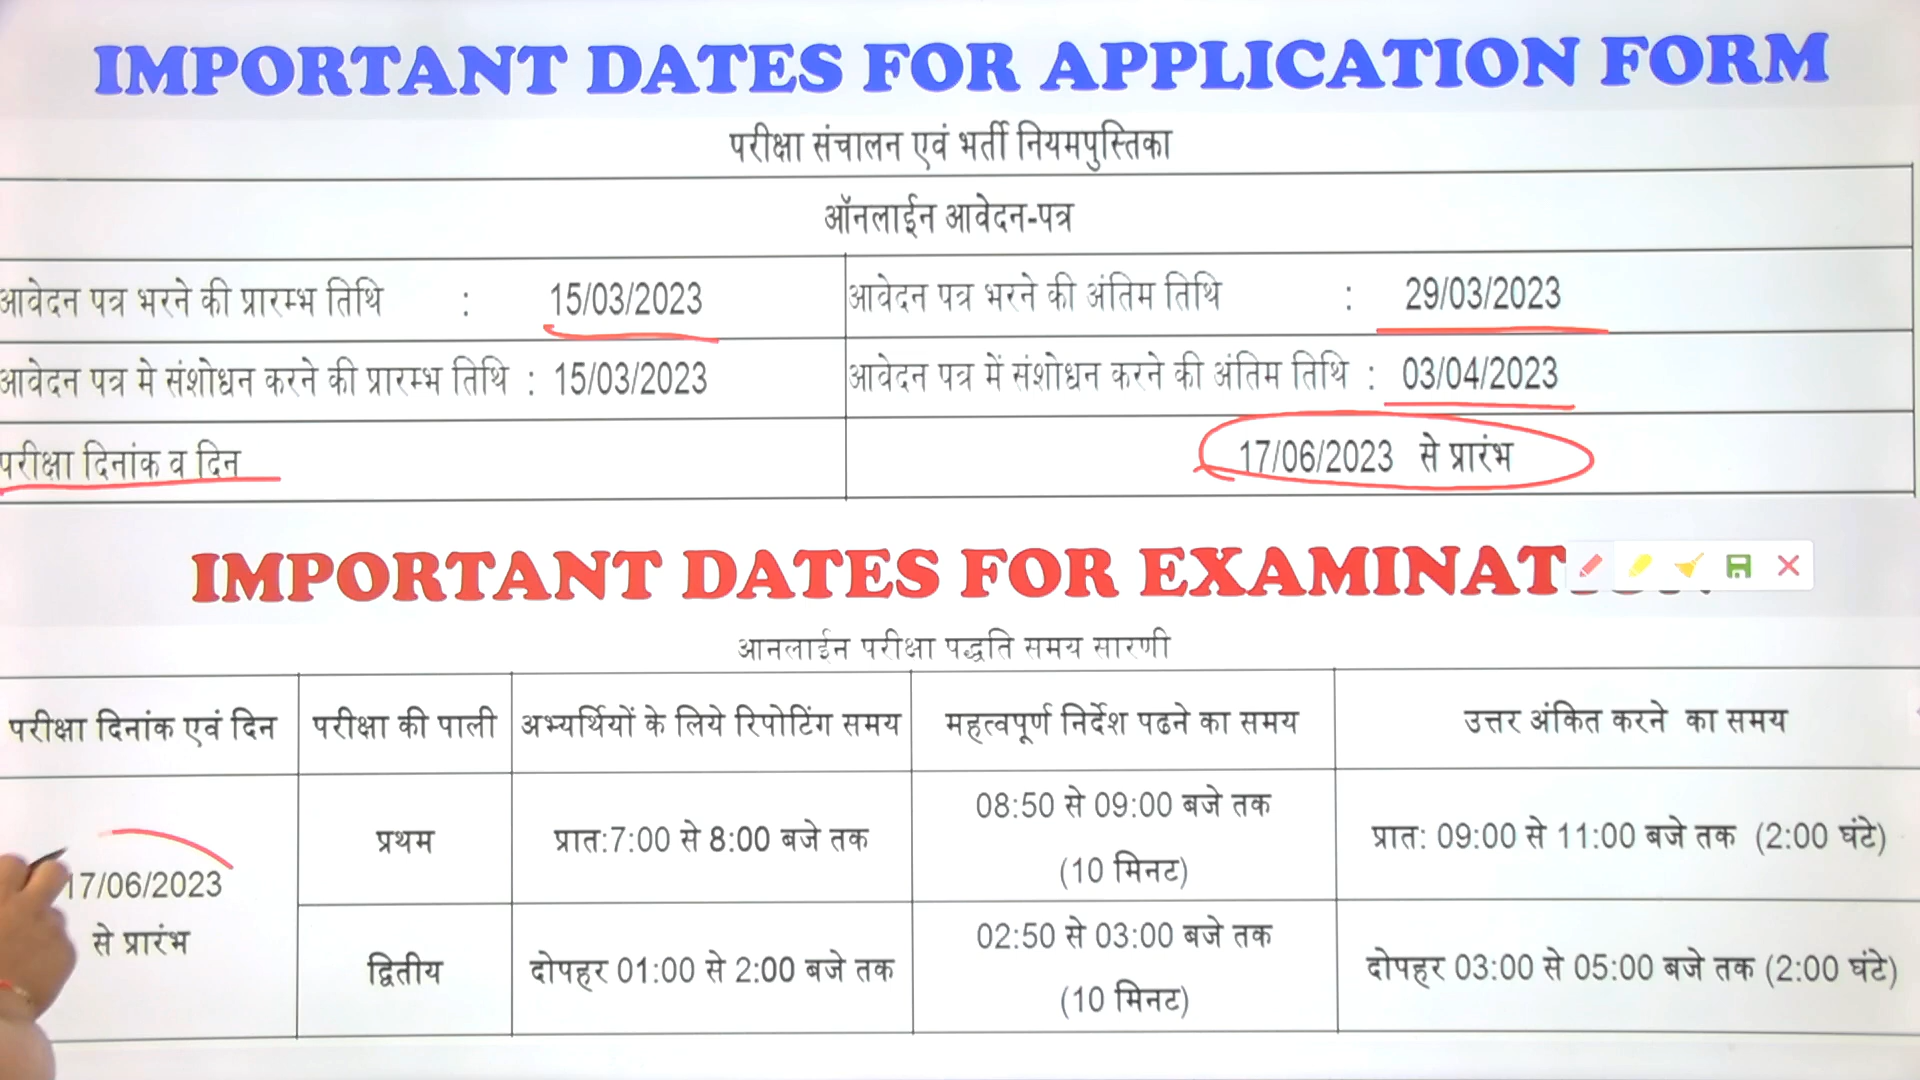 IMPORTANT DATES FOR APPLICATION FORM
परीक्षा संचालन एवं भर्ती नियमपुस्तिका
ऑनलाईन आवेदन-पत्र
आवेदन पत्र भरने की प्रारम्भ तिथि : 15/03/2023 आवेदन पत्र भरने की अंतिम तिथि : 29/03/2023
आवेदन पत्र मे संशोधन करने की प्रारम्भ तिथि : 15/03/2023 आवेदन पत्र में संशोधन करने की अंतिम तिथि : 03/04/2023
परीक्षा दिनांक व दिन 17/06/2023 से प्रारंभ
IMPORTANT DATES FOR
आनलाईन परीक्षा पद्धति समय सारणी
परीक्षा दिनांक एवं दिन परीक्षा की पाली अभ्यर्थियों के लिये रिपोटिंग समय महत्वपूर्ण निर्देश पढने का समय उत्तर अंकित करने का समय
17/06/2023
से प्रारंभ
प्रथम प्रात:7:00 से 8:00 बजे तक 08:50 से 09:00 बजे तक
(10 मिनट)
प्रात: 09:00 से 11:00 बजे तक (2:00 घंटे)
द्वितीय दोपहर 01:00 से 2:00 बजे तक 02:50 से 03:00 बजे तक
(10 मिनट)
दोपहर 03:00 से 05:00 बजे तक (2:00 घंटे)